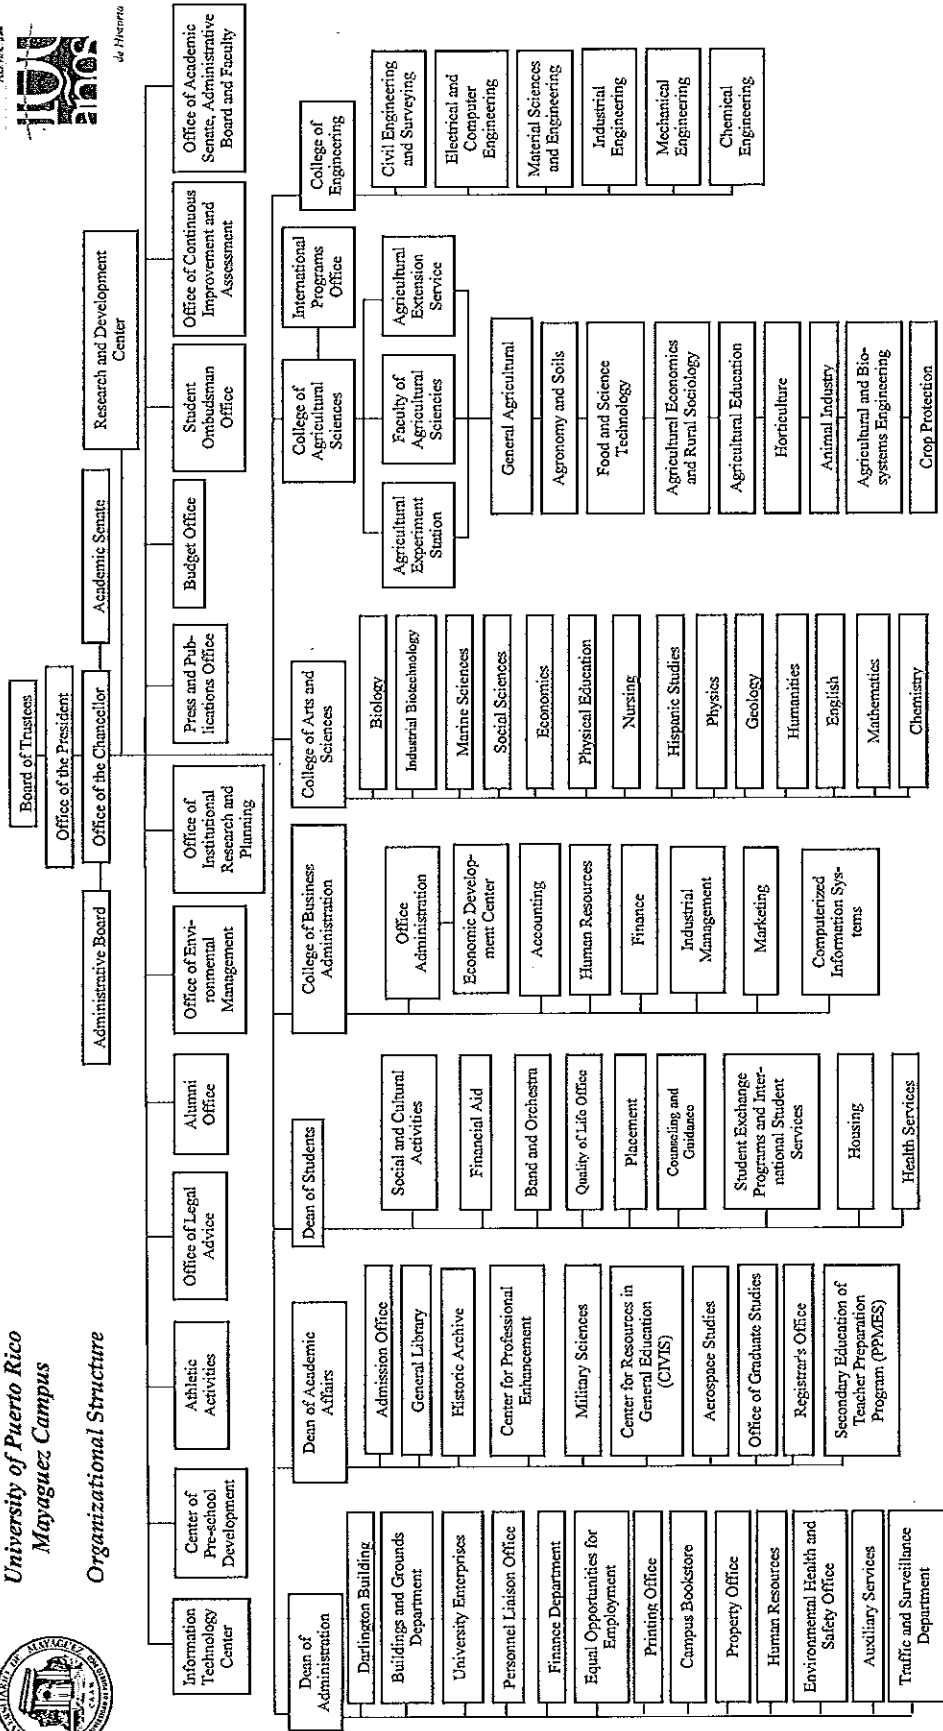 University of Puerto Rico
Mayaguez Campus
Organizational Structure
de Historia
Board of Trustees
Office of the President
Administrative Board
Office of the Chancellor
Academic Senate
Research and Development
Center
Information
Technology
Center
Center of
Pre-school
Development
Athletic
Activities
Office of Legal
Advice
Alumni
Office
Office of Envi-
ronmental
Management
Office of
Institutional
Research and
Planning
Press and Pub-
lications Office
Budget Office
Student
Ombudsman
Office
Office of Continuous
Improvement and
Assessment
Office of Academic
Senate, Administrative
Board and Faculty
Dean of
Administration
Darlington Building
Buildings and Grounds
Department
University Enterprises
Personnel Liaison Office
Finance Department
Equal Opportunities for
Employment
Printing Office
Campus Bookstore
Property Office
Human Resources
Environmental Health and
Safety Office
Auxiliary Services
Traffic and Surveillance
Department
Dean of Academic
Affairs
Admission Office
General Library
Historic Archive
Center for Professional
Enhancement
Military Sciences
Center for Resources in
General Education
(CIVIS)
Aerospace Studies
Office of Graduate Studies
Registrar's Office
Secondary Education of
Teacher Preparation
Program (PPMES)
Dean of Students
Social and Cultural
Activities
Financial Aid
Band and Orchestra
Quality of Life Office
Placement
Counseling and
Guidance
Student Exchange
Programs and Inter-
national Student
Services
Housing
Health Services
College of Business
Administration
Office
Administration
Economic Develop-
ment Center
Accounting
Human Resources
Finance
Industrial
Management
Marketing
Computerized
Information Sys-
tems
College of Arts and
Sciences
Biology
Industrial Biotechnology
Marine Sciences
Social Sciences
Economics
Physical Education
Nursing
Hispanic Studies
Physics
Geology
Humanities
English
Mathematics
Chemistry
College of
Agricultural
Sciences
International
Programs
Office
Agricultural
Experiment
Station
Faculty of
Agricultural
Sciencies
Agricultural
Extension
Service
General Agricultural
Agronomy and Soils
Food and Science
Technology
Agricultural Economics
and Rural Sociology
Agricultural Education
Horticulture
Animal Industry
Agricultural and Bio-
systems Engineering
Crop Protection
College of
Engineering
Civil Engineering
and Surveying
Electrical and
Computer
Engineering
Material Sciences
and Engineering
Industrial
Engineering
Mechanical
Engineering
Chemical
Engineering